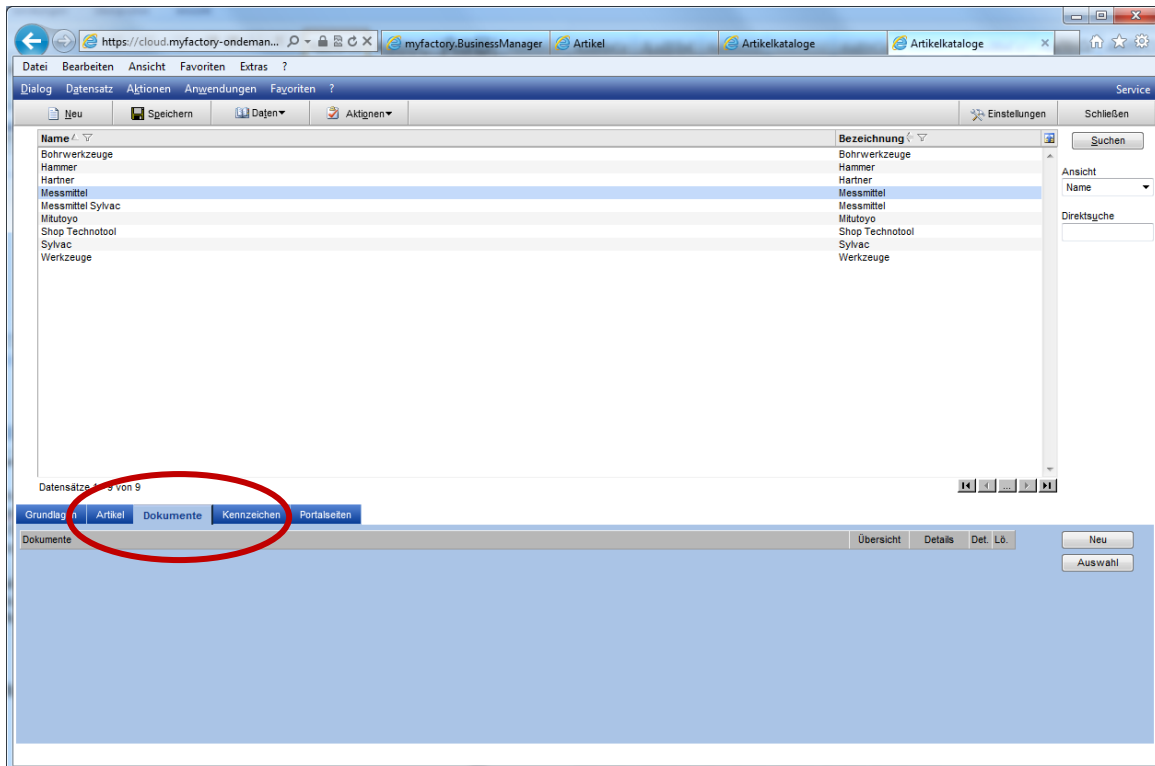 https://cloud.myfactory-ondeman... myfactory.BusinessManager Artikel Artikelkataloge Artikelkataloge
Datei Bearbeiten Ansicht Favoriten Extras ?
Dialog Datensatz Aktionen Anwendungen Favoriten ? Service
Neu Speichern Daten Aktionen Einstellungen Schließen
Name Bezeichnung Suchen
Bohrwerkzeuge Bohrwerkzeuge
Hammer Hammer
Hartner Hartner
Ansicht
Messmittel Messmittel
Name
Messmittel Sylvac Messmittel
Mitutoyo Mitutoyo
Direktsuche
Shop Technotool Shop Technotool
Sylvac Sylvac
Werkzeuge Werkzeuge
Datensätze 9 von 9 ...
Grundlagen Artikel Dokumente Kennzeichen Portalseiten
Dokumente Übersicht Details Det. Lö. Neu
Auswahl